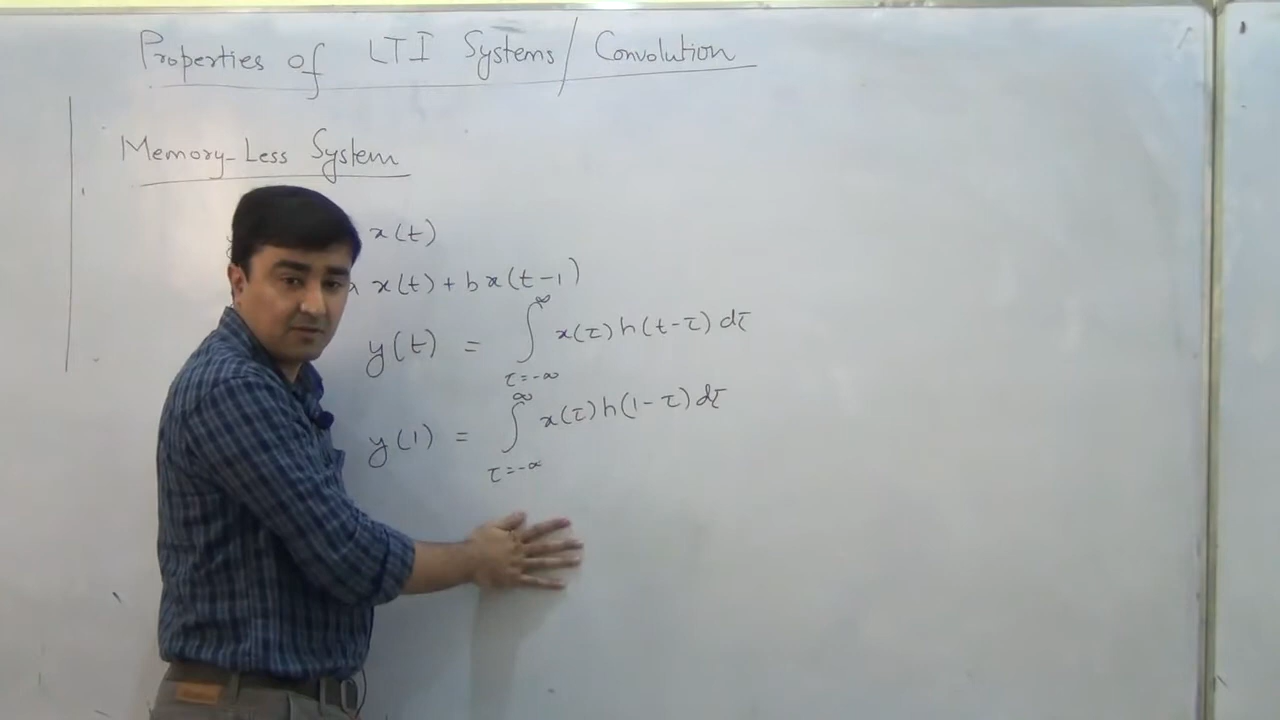 Properties of LTI Systems/Convolution
Memory-Less System
x(t)
x(t) + b x(t-1)
y(t) = ∫_{τ=-∞}^{∞} x(τ) h(t-τ) dτ
y(1) = ∫_{τ=-∞}^{∞} x(τ) h(1-τ) dτ